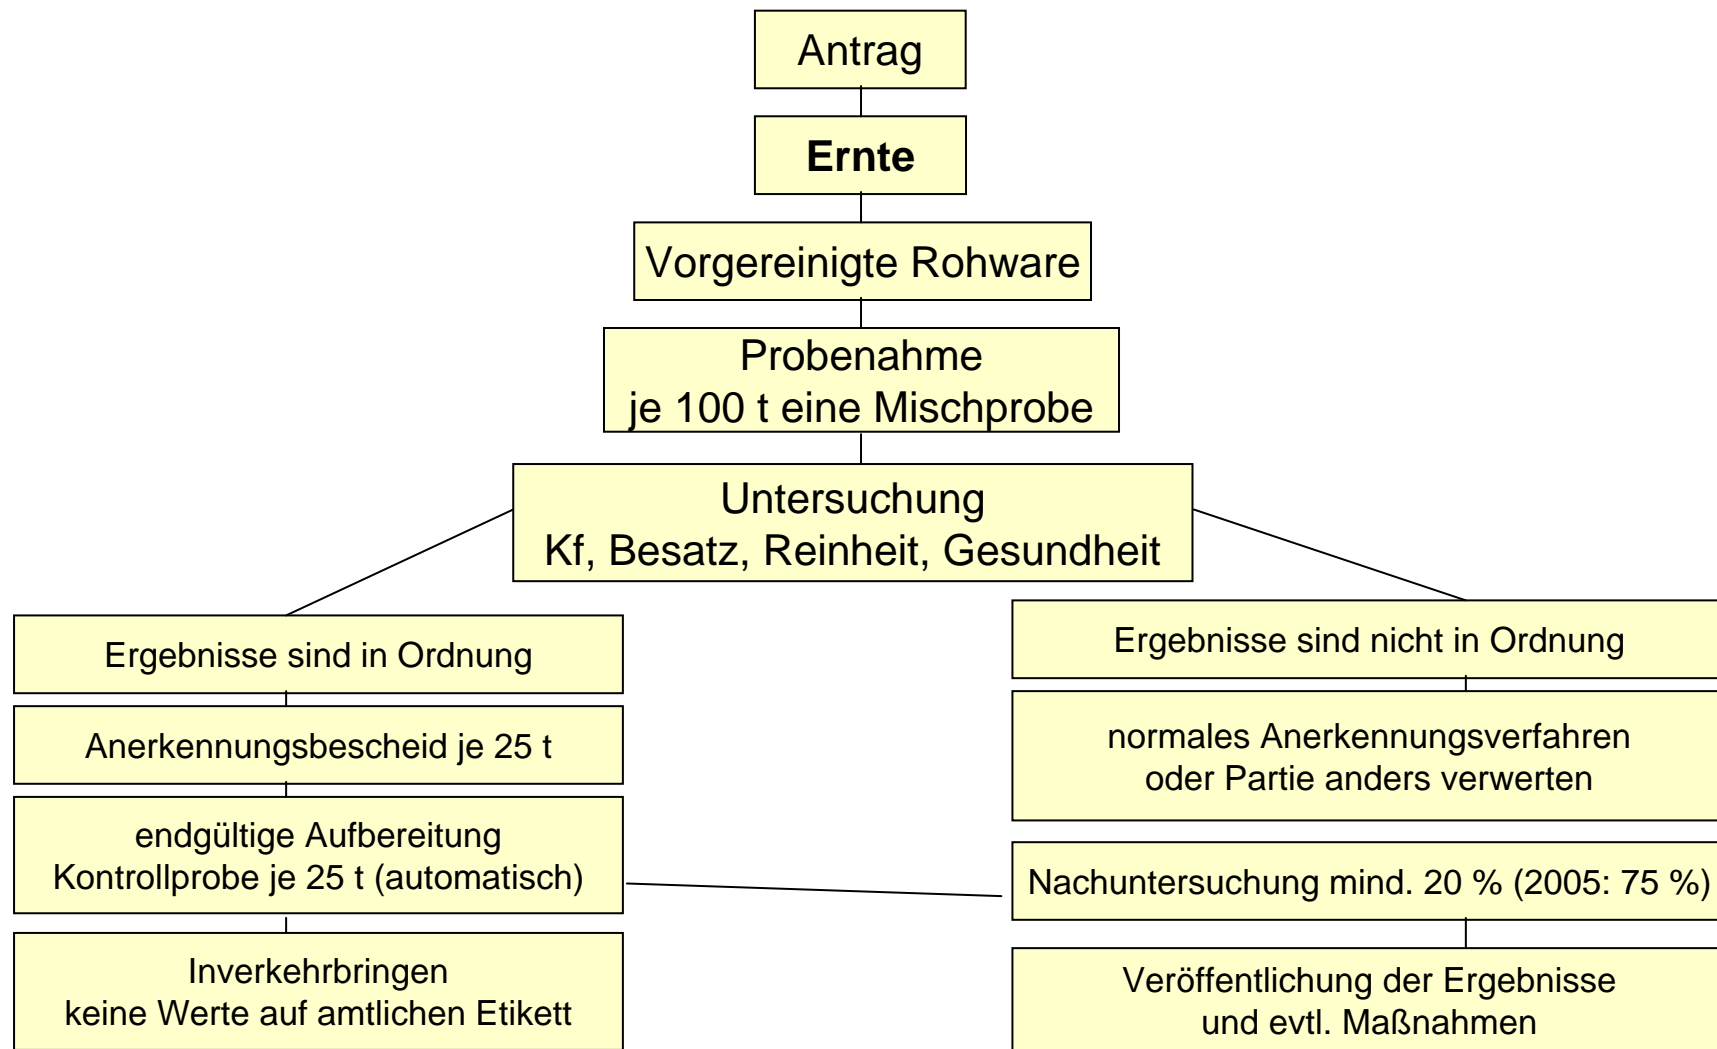 Antrag
Ernte
Vorgereinigte Rohware
Probenahme
je 100 t eine Mischprobe
Untersuchung
Kf, Besatz, Reinheit, Gesundheit
Ergebnisse sind in Ordnung
Anerkennungsbescheid je 25 t
endgültige Aufbereitung
Kontrollprobe je 25 t (automatisch)
Inverkehrbringen
keine Werte auf amtlichen Etikett
Ergebnisse sind nicht in Ordnung
normales Anerkennungsverfahren
oder Partie anders verwerten
Nachuntersuchung mind. 20 % (2005: 75 %)
Veröffentlichung der Ergebnisse
und evtl. Maßnahmen